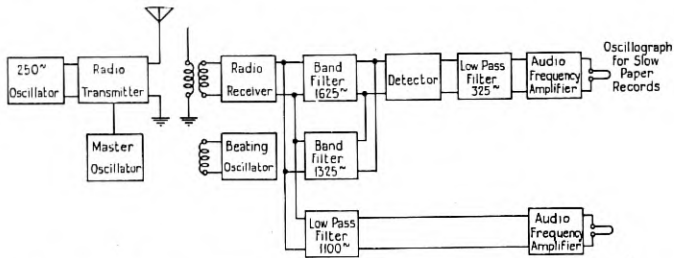 250~
Oscillator
Radio
Transmitter
Master
Oscillator
Radio
Receiver
Beating
Oscillator
Band
Filter
1625~
Band
Filter
1325~
Low Pass
Filter
1100~
Detector
Low Pass
Filter
325~
Audio
Frequency
Amplifier
Oscillograph
for Slow
Paper
Records
Audio
Frequency
Amplifier